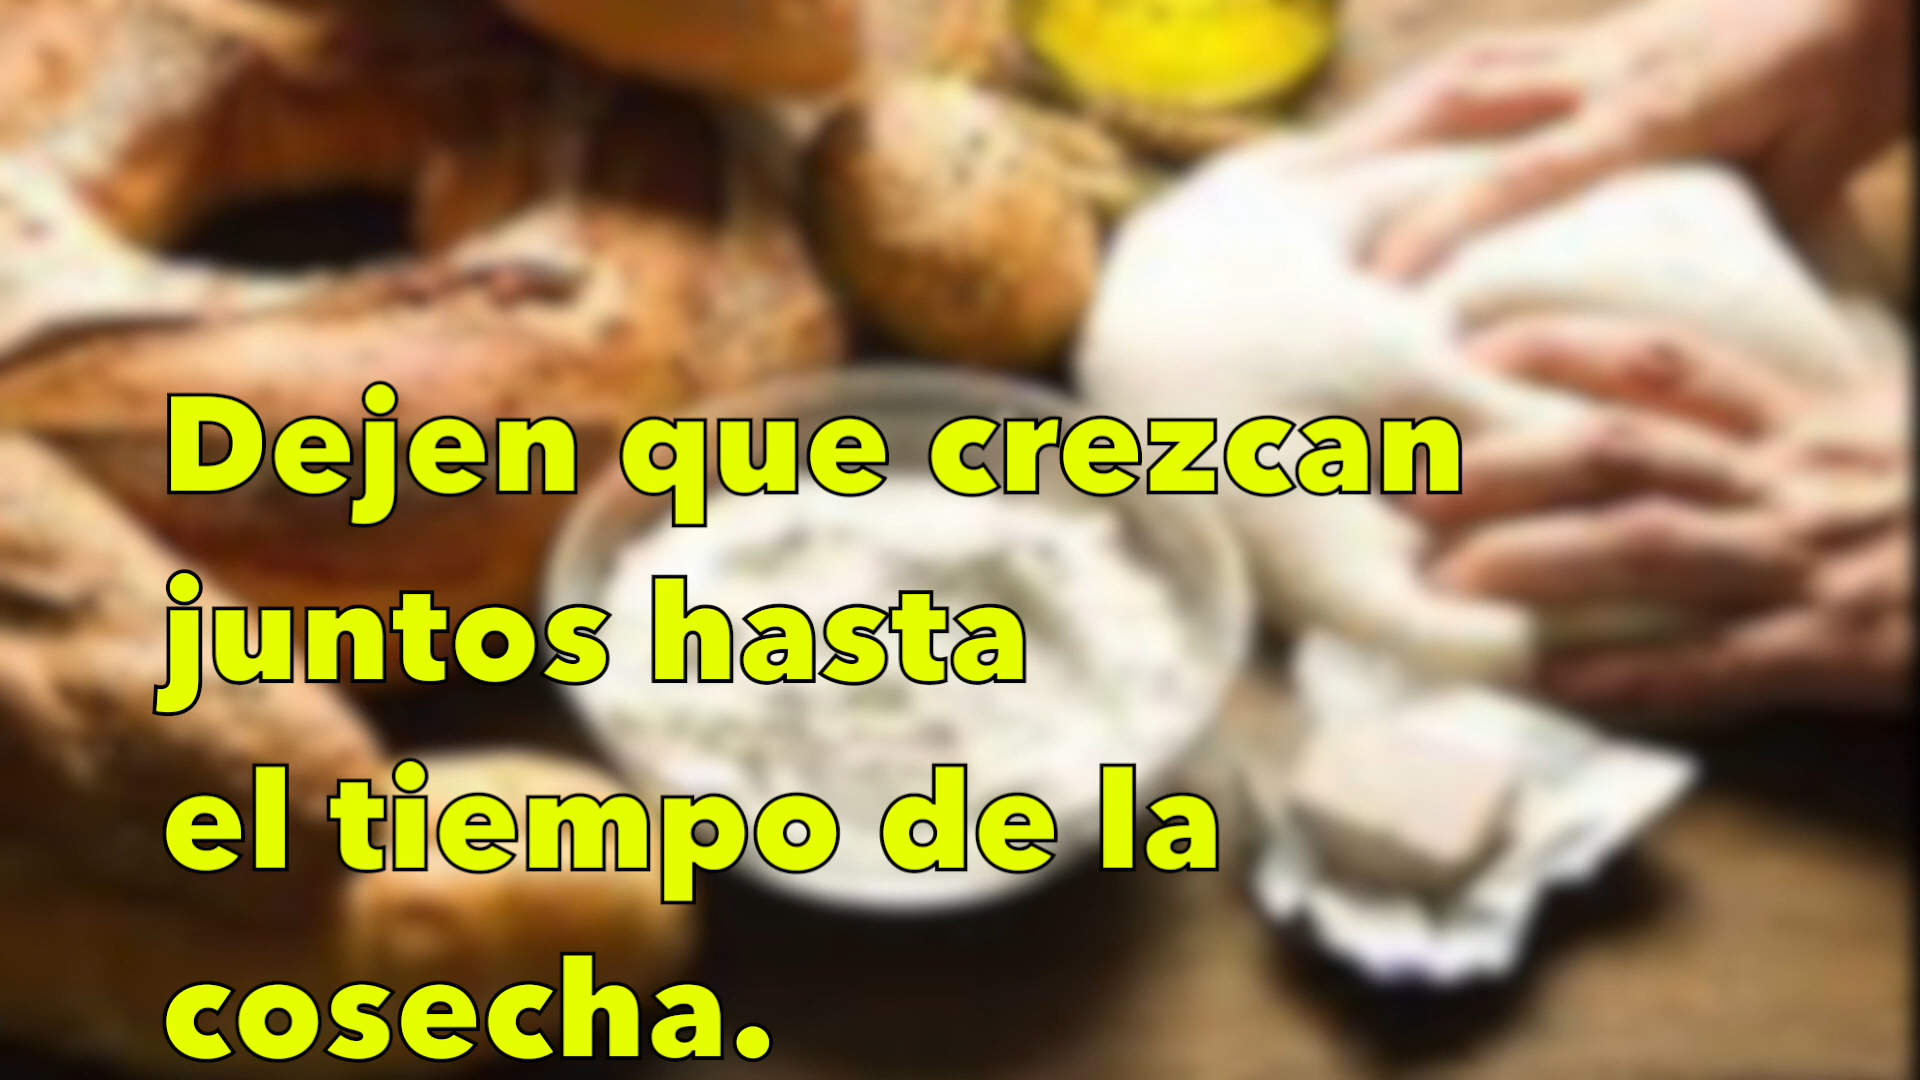 Dejen que crezcan
juntos hasta
el tiempo de la
cosecha.